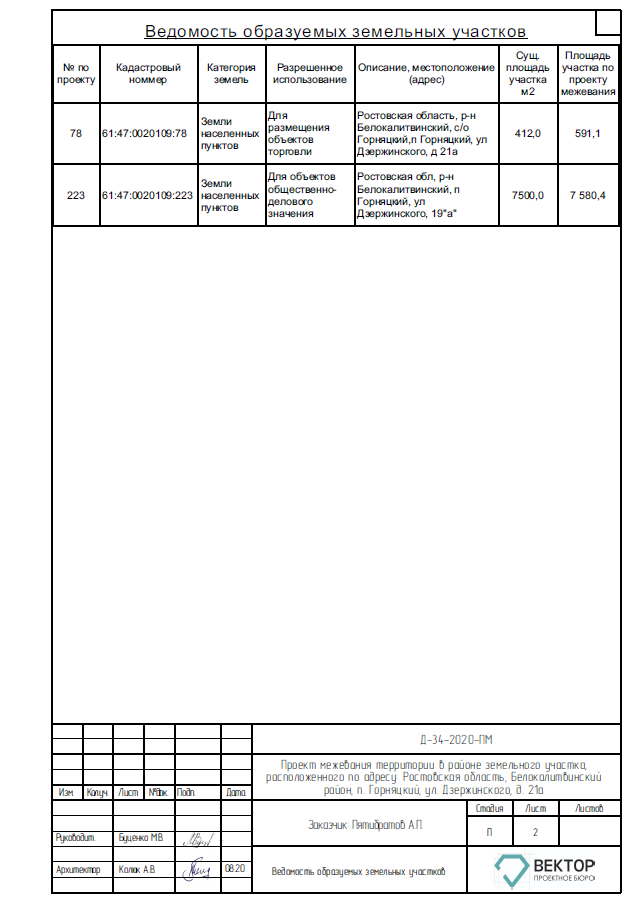 Ведомость образуемых земельных участков
№ по проекту
Кадастровый номмер
Категория земель
Разрешенное использование
Описание, местоположение (адрес)
Сущ. площадь участка м2
Площадь участка по проекту межевания
78
61:47:0020109:78
Земли населенных пунктов
Для размещения объектов торговли
Ростовская область, р-н Белокалитвинский, с/о Горняцкий,п Горняцкий, ул Дзержинского, д 21а
412,0
591,1
223
61:47:0020109:223
Земли населенных пунктов
Для объектов общественно-делового значения
Ростовская обл, р-н Белокалитвинский, п Горняцкий, ул Дзержинского, 19"а"
7500,0
7 580,4
Д-34-2020-ПМ
Проект межевания территории в районе земельного участка,
расположенного по адресу: Ростовская область, Белокалитвинский
район, п. Горняцкий, ул. Дзержинского, д. 21а
Изм. Колуч. Лист №док. Подп. Дата
Заказчик: Пятибратов А.П.
Стадия Лист Листов
П 2
Руководит. Буценко М.В.
Архитектор Колюк А.В. 08.20
Ведомость образуемых земельных участков
ВЕКТОР
ПРОЕКТНОЕ БЮРО